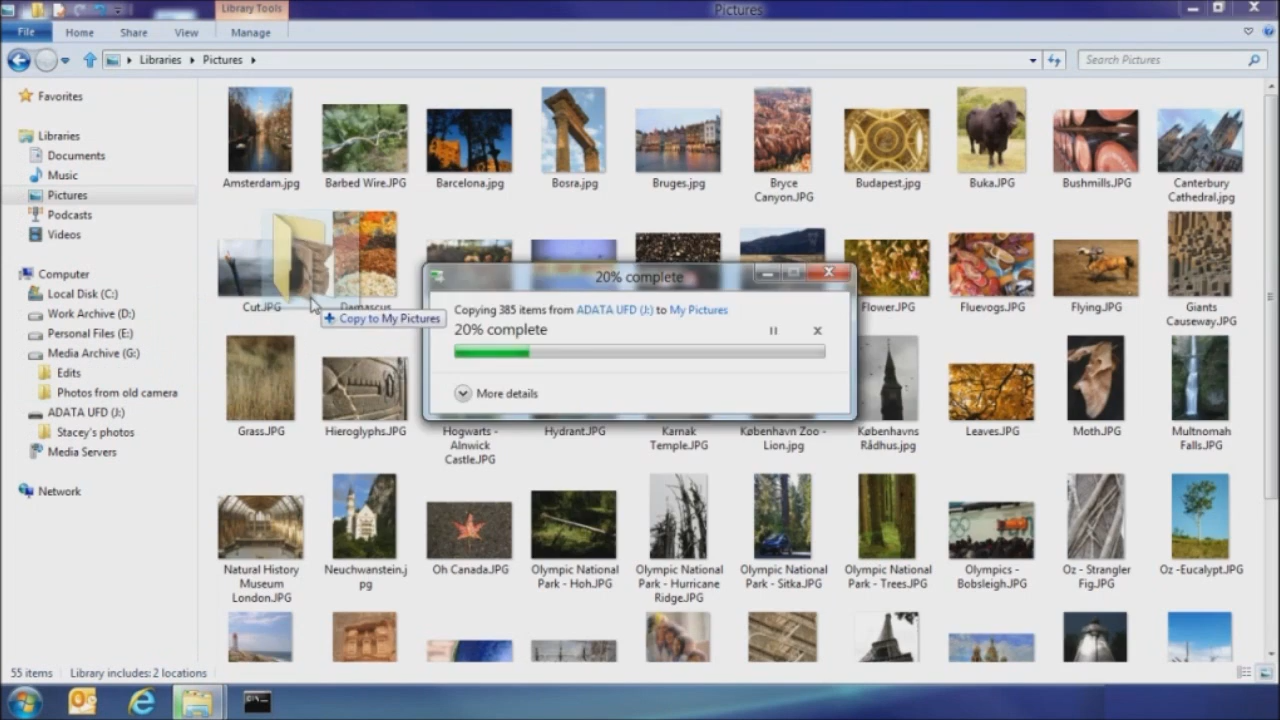 Library Tools
Pictures
File
Home
Share
View
Manage
Libraries
Pictures
Search Pictures
Favorites
Libraries
Documents
Music
Pictures
Podcasts
Videos
Computer
Local Disk (C:)
Work Archive (D:)
Personal Files (E:)
Media Archive (G:)
Edits
Photos from old camera
ADATA UFD (J:)
Stacey's photos
Media Servers
Network
Amsterdam.jpg
Barbed Wire.JPG
Barcelona.jpg
Bosra.jpg
Bruges.jpg
Bryce
Canyon.JPG
Budapest.jpg
Buka.JPG
Bushmills.JPG
Canterbury
Cathedral.jpg
Cut.JPG
Damascus
Copy to My Pictures
Flower.JPG
Fluevogs.JPG
Flying.JPG
Giants
Causeway.JPG
20% complete
Copying 385 items from ADATA UFD (J:) to My Pictures
20% complete
More details
Grass.JPG
Hieroglyphs.JPG
Hogwarts -
Alnwick
Castle.JPG
Hydrant.JPG
Karnak
Temple.JPG
København Zoo -
Lion.jpg
Københavns
Rådhus.jpg
Leaves.JPG
Moth.JPG
Multnomah
Falls.JPG
Natural History
Museum
London.JPG
Neuchwanstein.j
pg
Oh Canada.JPG
Olympic National
Park - Hoh.JPG
Olympic National
Park - Hurricane
Ridge.JPG
Olympic National
Park - Sitka.JPG
Olympic National
Park - Trees.JPG
Olympics -
Bobsleigh.JPG
Oz - Strangler
Fig.JPG
Oz -Eucalypt.JPG
55 items
Library includes: 2 locations